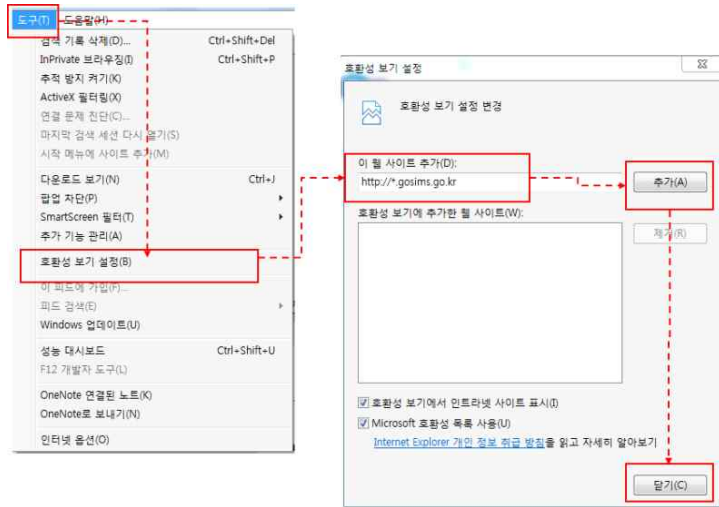 도구(T) 도움말(H)
검색 기록 삭제(D)... Ctrl+Shift+Del
InPrivate 브라우징(I) Ctrl+Shift+P
추적 방지 켜기(K)
ActiveX 필터링(X)
연결 문제 진단(C)...
마지막 검색 세션 다시 열기(S)
시작 메뉴에 사이트 추가(M)
다운로드 보기(N) Ctrl+J
팝업 차단(P)
SmartScreen 필터(T)
추가 기능 관리(A)
호환성 보기 설정(B)
이 피드에 가입(F)...
피드 검색(E)
Windows 업데이트(U)
성능 대시보드 Ctrl+Shift+U
F12 개발자 도구(L)
OneNote 연결된 노트(K)
OneNote로 보내기(N)
인터넷 옵션(O)
호환성 보기 설정
호환성 보기 설정 변경
이 웹 사이트 추가(D):
http://*.gosims.go.kr
추가(A)
호환성 보기에 추가한 웹 사이트(W):
제거(R)
호환성 보기에서 인트라넷 사이트 표시(I)
Microsoft 호환성 목록 사용(U)
Internet Explorer 개인 정보 취급 방침을 읽고 자세히 알아보기
닫기(C)